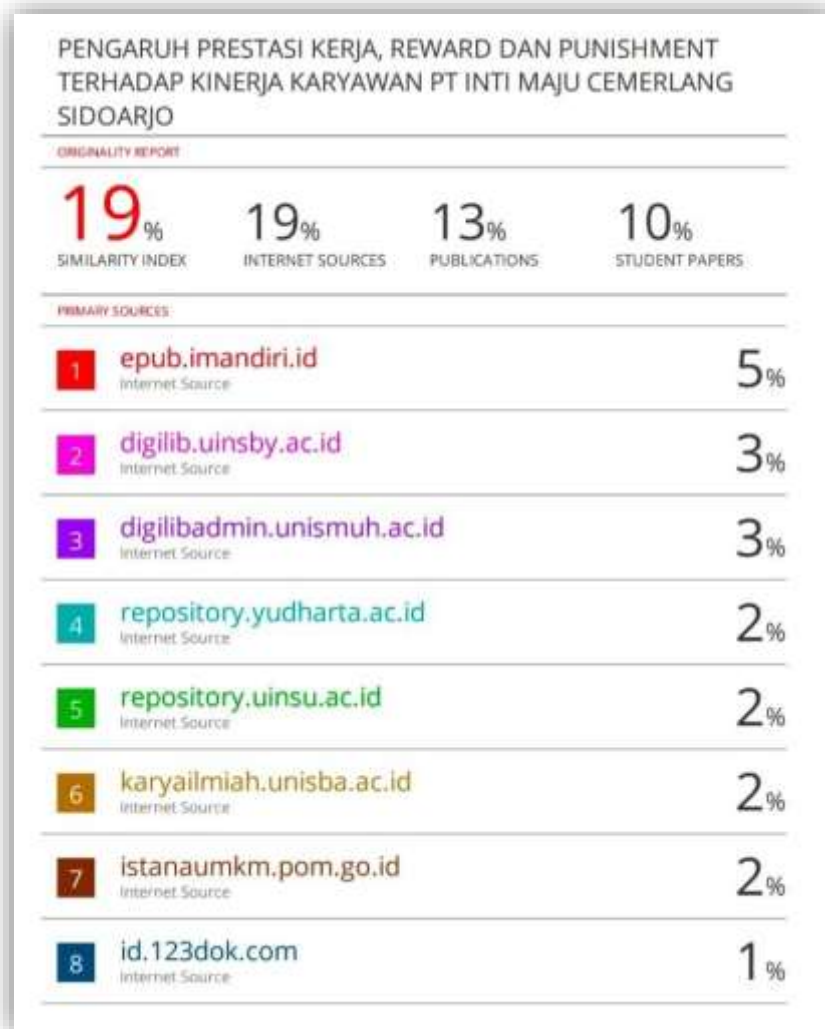 PENGARUH PRESTASI KERJA, REWARD DAN PUNISHMENT
TERHADAP KINERJA KARYAWAN PT INTI MAJU CEMERLANG
SIDOARJO
ORIGINALITY REPORT
19%
19%
13%
10%
SIMILARITY INDEX
INTERNET SOURCES
PUBLICATIONS
STUDENT PAPERS
PRIMARY SOURCES
1
epub.imandiri.id
5%
Internet Source
2
digilib.uinsby.ac.id
3%
Internet Source
3
digilibadmin.unismuh.ac.id
3%
Internet Source
4
repository.yudharta.ac.id
2%
Internet Source
5
repository.uinsu.ac.id
2%
Internet Source
6
karyailmiah.unisba.ac.id
2%
Internet Source
7
istanaumkm.pom.go.id
2%
Internet Source
8
id.123dok.com
1%
Internet Source